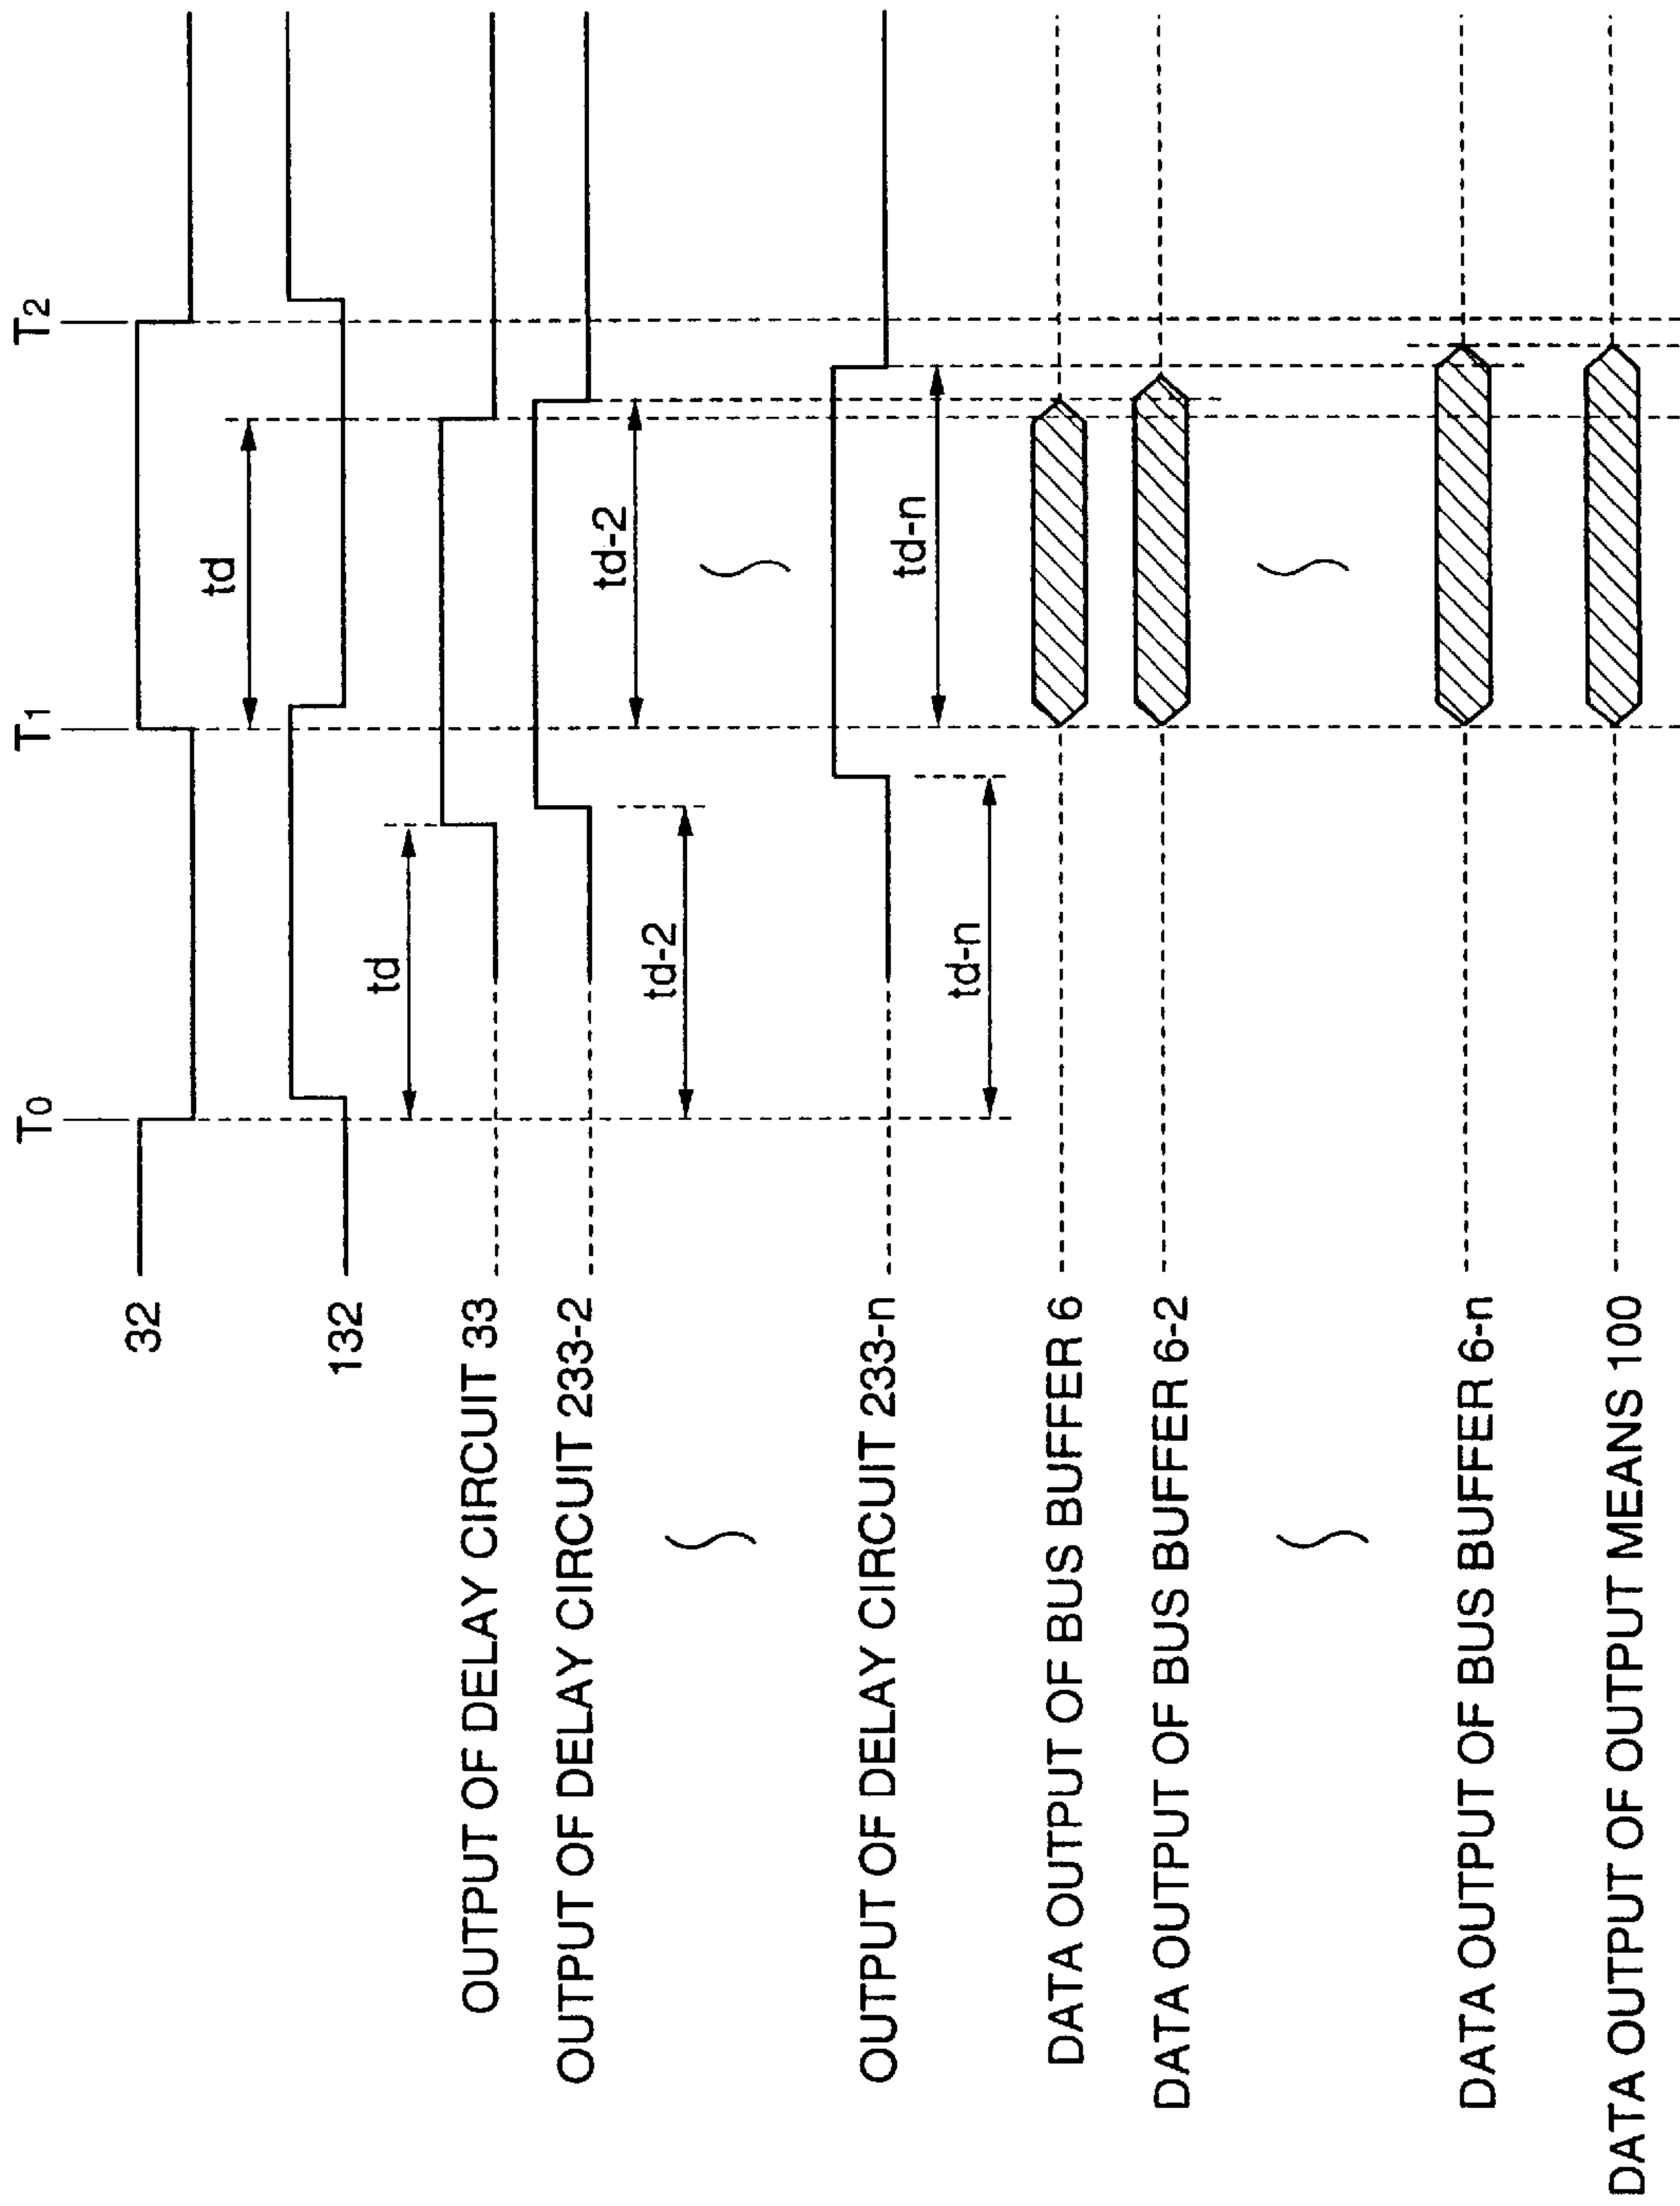 T0
T1
T2
32
132
td
td
OUTPUT OF DELAY CIRCUIT 33
OUTPUT OF DELAY CIRCUIT 233-2
td-2
td-2
OUTPUT OF DELAY CIRCUIT 233-n
td-n
td-n
DATA OUTPUT OF BUS BUFFER 6
DATA OUTPUT OF BUS BUFFER 6-2
DATA OUTPUT OF BUS BUFFER 6-n
DATA OUTPUT OF OUTPUT MEANS 100